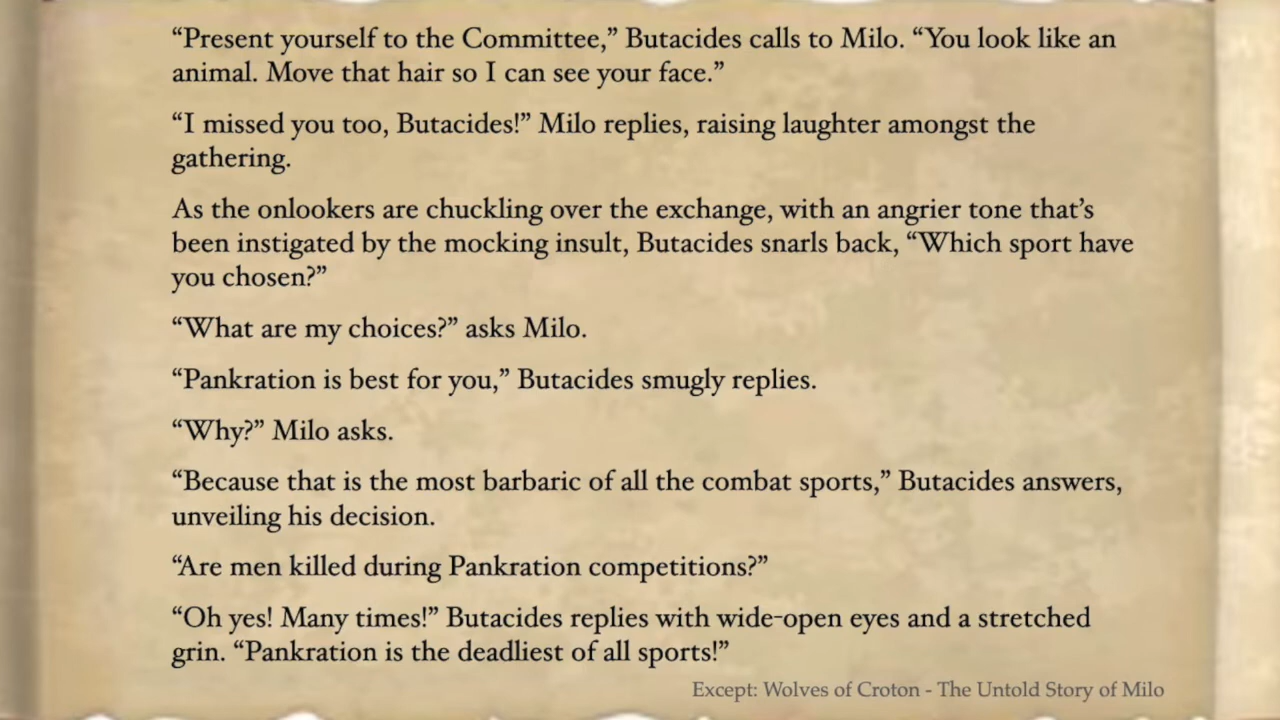 “Present yourself to the Committee,” Butacides calls to Milo. “You look like an
animal. Move that hair so I can see your face.”
“I missed you too, Butacides!” Milo replies, raising laughter amongst the
gathering.
As the onlookers are chuckling over the exchange, with an angrier tone that’s
been instigated by the mocking insult, Butacides snarls back, “Which sport have
you chosen?”
“What are my choices?” asks Milo.
“Pankration is best for you,” Butacides smugly replies.
“Why?” Milo asks.
“Because that is the most barbaric of all the combat sports,” Butacides answers,
unveiling his decision.
“Are men killed during Pankration competitions?”
“Oh yes! Many times!” Butacides replies with wide-open eyes and a stretched
grin. “Pankration is the deadliest of all sports!”
Except: Wolves of Croton - The Untold Story of Milo